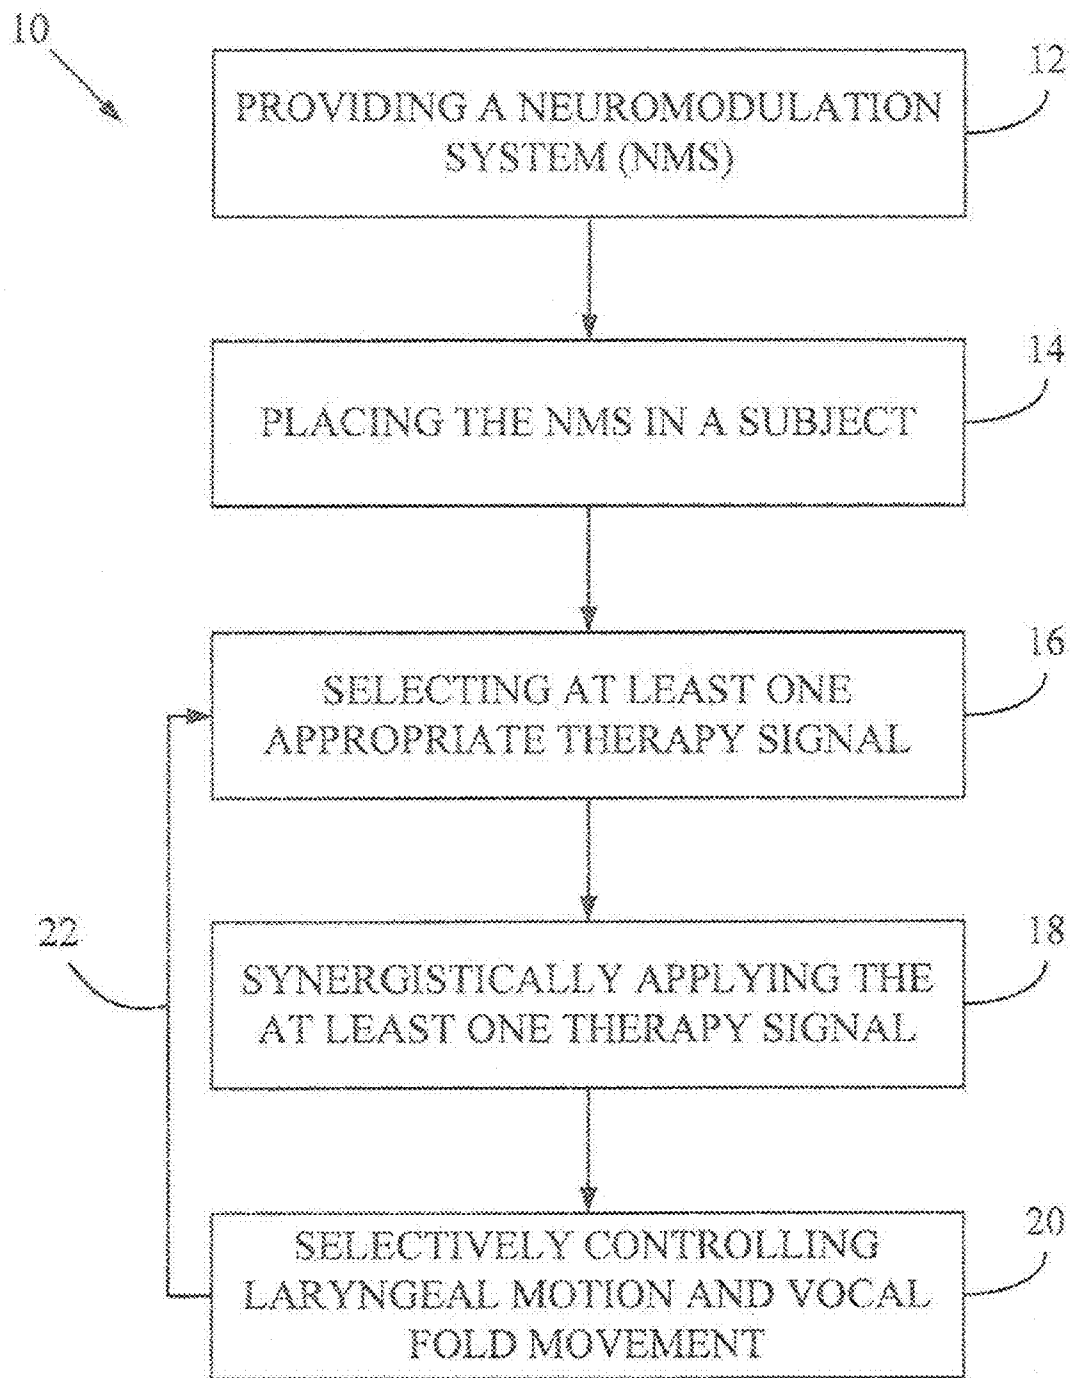 10
12
PROVIDING A NEUROMODULATION
SYSTEM (NMS)
14
PLACING THE NMS IN A SUBJECT
16
SELECTING AT LEAST ONE
APPROPRIATE THERAPY SIGNAL
22
18
SYNERGISTICALLY APPLYING THE
AT LEAST ONE THERAPY SIGNAL
20
SELECTIVELY CONTROLLING
LARYNGEAL MOTION AND VOCAL
FOLD MOVEMENT